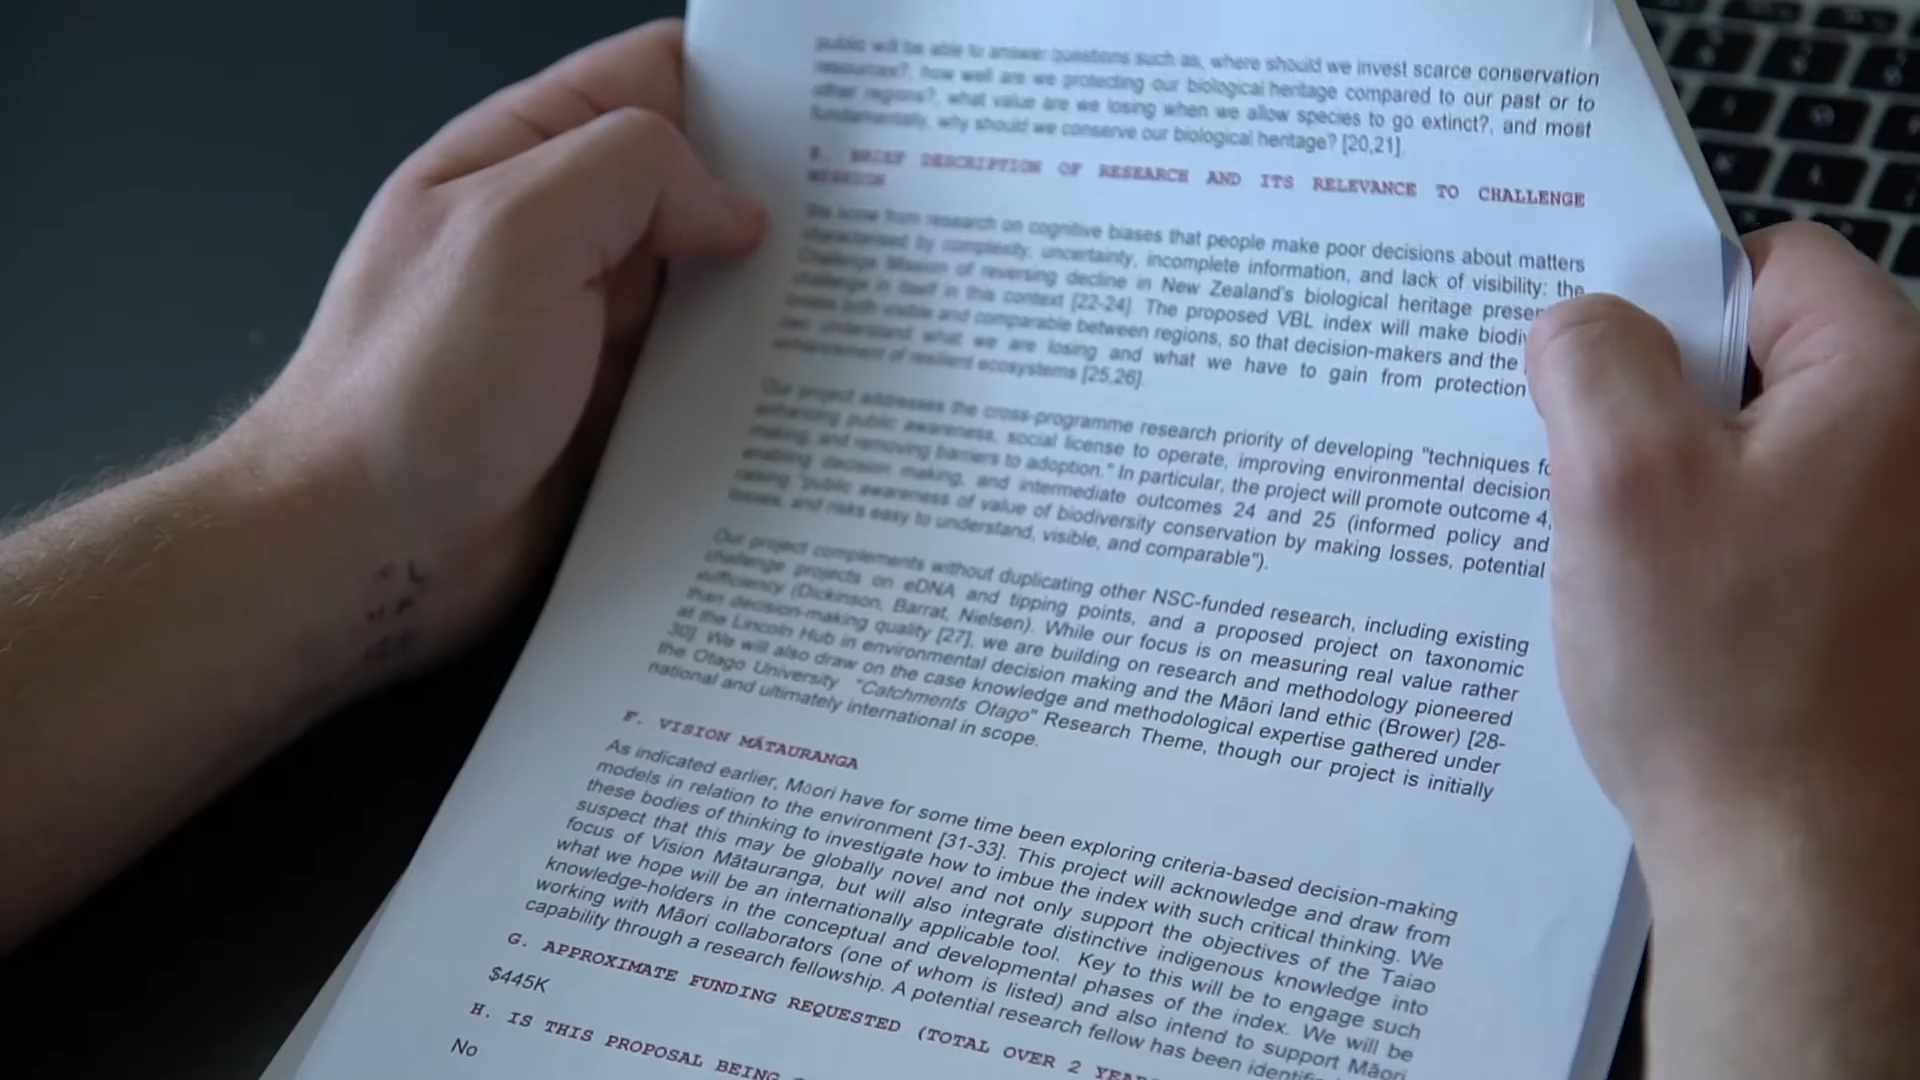 public will be able to answer questions such as, where should we invest scarce conservation
resources?, how well are we protecting our biological heritage compared to our past or to
other regions?, what value are we losing when we allow species to go extinct?, and most
fundamentally, why should we conserve our biological heritage? [20,21]
BRIEF DESCRIPTION OF RESEARCH AND ITS RELEVANCE TO CHALLENGE
MISSION
We know from research on cognitive biases that people make poor decisions about matters
characterised by complexity, uncertainty, incomplete information, and lack of visibility: the
Challenge Mission of reversing decline in New Zealand's biological heritage presen
challenge in itself in this context [22-24]. The proposed VBL index will make biodiv
losses both visible and comparable between regions, so that decision-makers and the
can understand what we are losing and what we have to gain from protection
enhancement of resilient ecosystems [25,26].
Our project addresses the cross-programme research priority of developing "techniques fo
enhancing public awareness, social license to operate, improving environmental decision
making, and removing barriers to adoption." In particular, the project will promote outcome 4,
enabling decision making, and intermediate outcomes 24 and 25 (informed policy and
raising "public awareness of value of biodiversity conservation by making losses, potential
losses, and risks easy to understand, visible, and comparable").
Our project complements without duplicating other NSC-funded research, including existing
challenge projects on eDNA and tipping points, and a proposed project on taxonomic
sufficiency (Dickinson, Barrat, Nielsen). While our focus is on measuring real value rather
than decision-making quality [27], we are building on research and methodology pioneered
at the Lincoln Hub in environmental decision making and the Māori land ethic (Brower) [28-
30]. We will also draw on the case knowledge and methodological expertise gathered under
the Otago University "Catchments Otago" Research Theme, though our project is initially
national and ultimately international in scope.
F. VISION MĀTAURANGA
As indicated earlier, Māori have for some time been exploring criteria-based decision-making
models in relation to the environment [31-33]. This project will acknowledge and draw from
these bodies of thinking to investigate how to imbue the index with such critical thinking. We
suspect that this may be globally novel and not only support the objectives of the Taiao
focus of Vision Mātauranga, but will also integrate distinctive indigenous knowledge into
what we hope will be an internationally applicable tool. Key to this will be to engage such
knowledge-holders in the conceptual and developmental phases of the index. We will be
working with Māori collaborators (one of whom is listed) and also intend to support Māori
capability through a research fellowship. A potential research fellow has been identifi
G. APPROXIMATE FUNDING REQUESTED (TOTAL OVER 2 YEAR
$445K
H. IS THIS PROPOSAL BEING
No